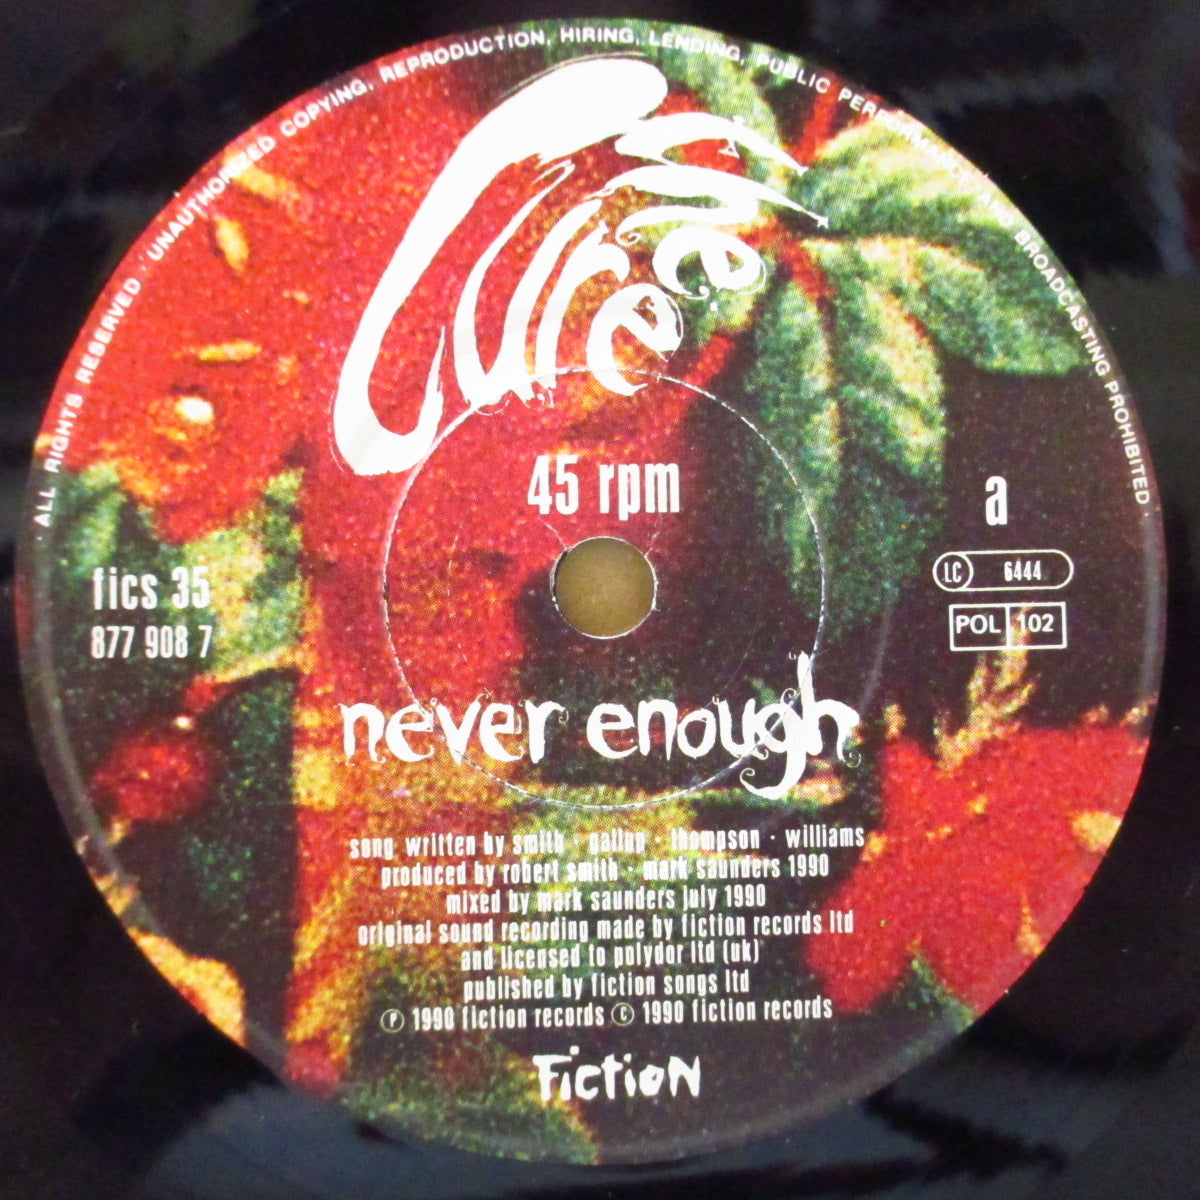 ALL RIGHTS RESERVED · UNAUTHORIZED COPYING, REPRODUCTION, HIRING, LENDING, PUBLIC PERFORMANCE AND BROADCASTING PROHIBITED ·
Cure
45 rpm
a
fics 35
877 908 7
LC 6444
POL 102
never enough
song written by smith · gallup · thompson · williams
produced by robert smith · mark saunders 1990
mixed by mark saunders july 1990
original sound recording made by fiction records ltd
and licensed to polydor ltd (uk)
published by fiction songs ltd
℗ 1990 fiction records © 1990 fiction records
Fiction